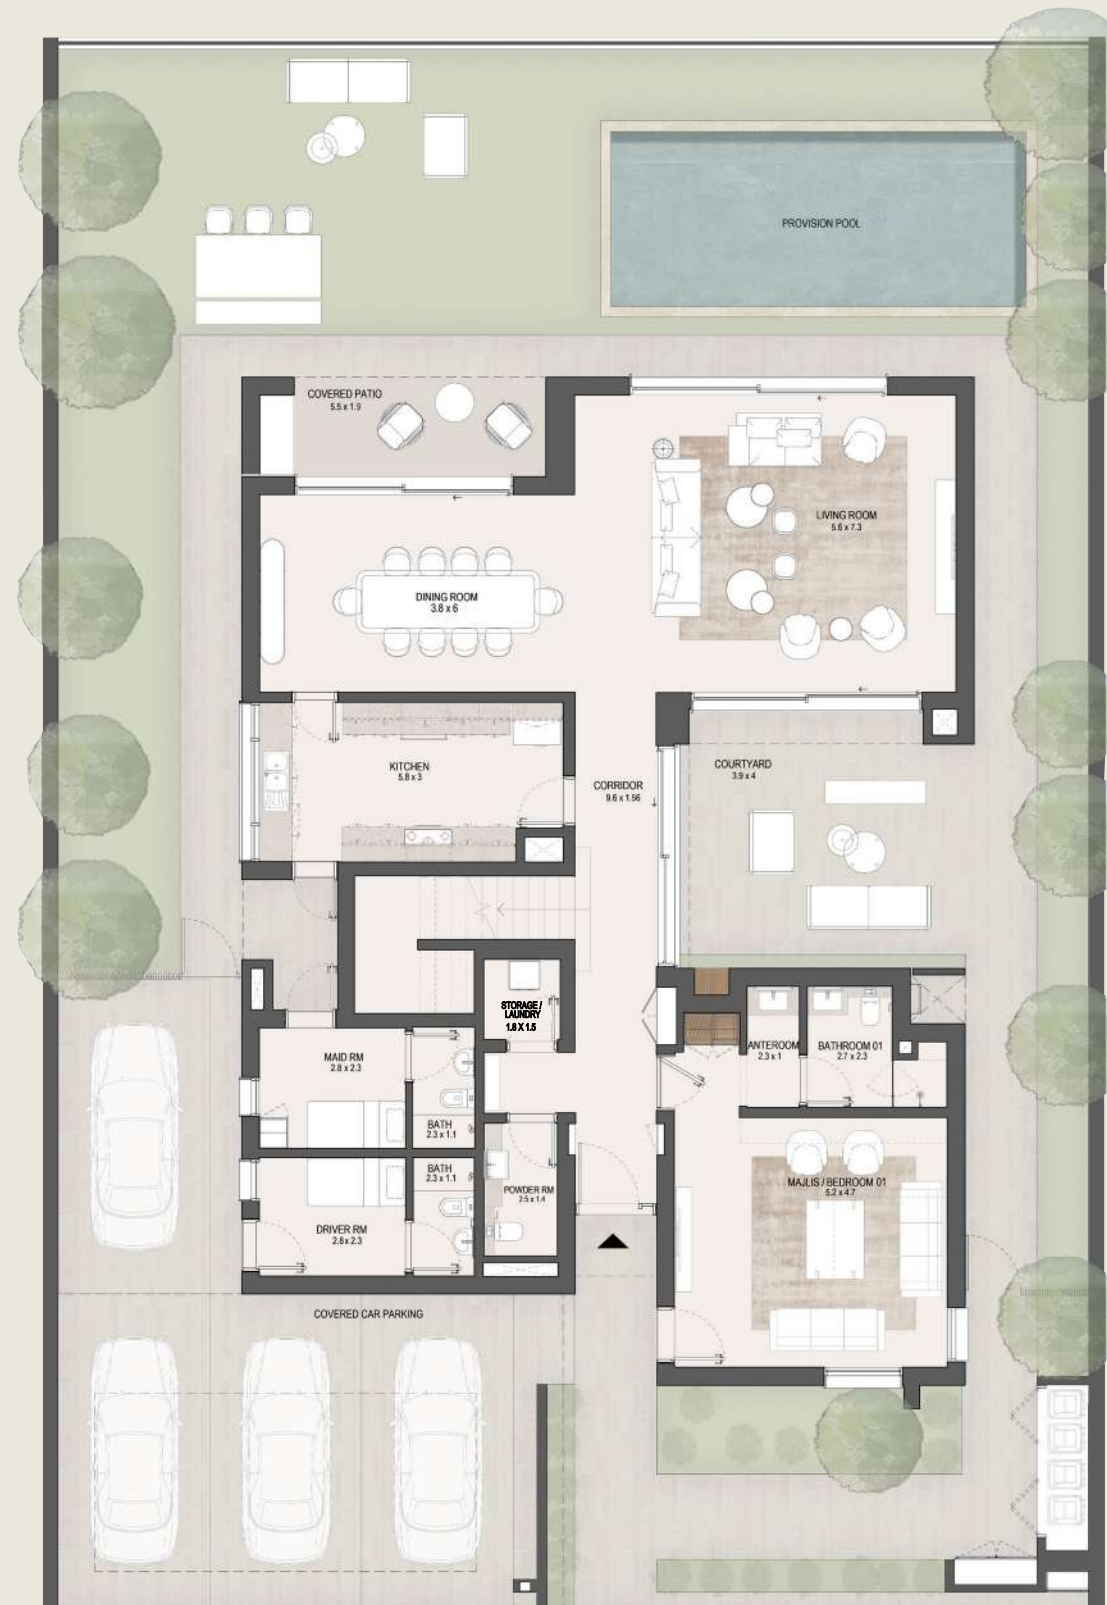 PROVISION POOL
COVERED PATIO
5.5 x 1.9
LIVING ROOM
5.6 x 7.3
DINING ROOM
3.8 x 6
KITCHEN
5.8 x 3
CORRIDOR
9.6 x 1.56
COURTYARD
3.9 x 4
STORAGE /
LAUNDRY
1.8 X 1.5
MAID RM
2.8 x 2.3
ANTEROOM
2.3 x 1
BATHROOM 01
2.7 x 2.3
BATH
2.3 x 1.1
BATH
2.3 x 1.1
POWDER RM
2.5 x 1.4
MAJLIS / BEDROOM 01
5.2 x 4.7
DRIVER RM
2.8 x 2.3
COVERED CAR PARKING